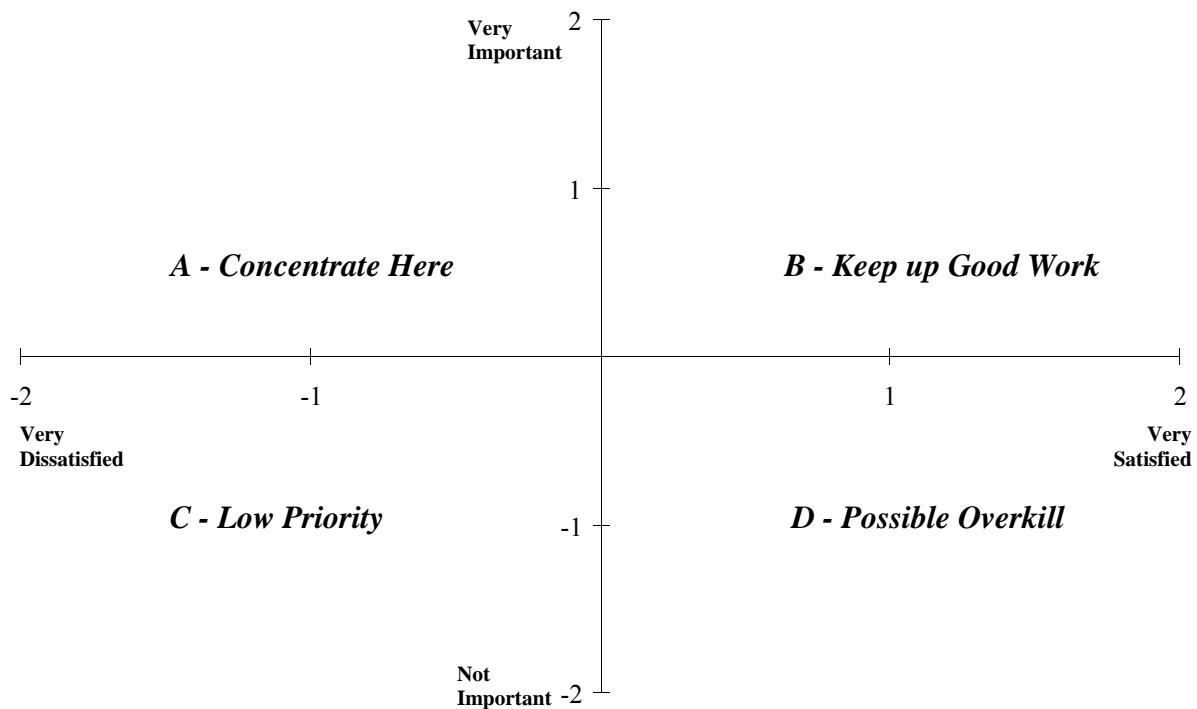 Very 2
Important
1
A - Concentrate Here B - Keep up Good Work
-2 -1 1 2
Very Very
Dissatisfied Satisfied
C - Low Priority -1 D - Possible Overkill
Not
Important -2